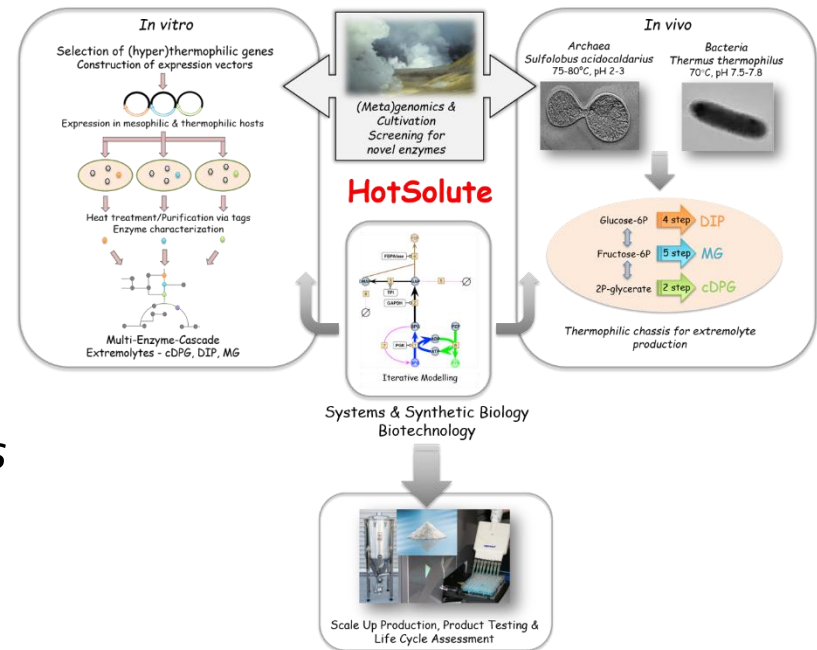 In vitro
Selection of (hyper)thermophilic genes
Construction of expression vectors
Expression in mesophilic & thermophilic hosts
Heat treatment/Purification via tags
Enzyme characterization
Multi-Enzyme-Cascade
Extremolytes - cDPG, DIP, MG
(Meta)genomics &
Cultivation
Screening for
novel enzymes
HotSolute
FBPAase
TPI
GAPDH
PGK
Iterative Modelling
Systems & Synthetic Biology
Biotechnology
In vivo
Archaea
Sulfolobus acidocaldarius
75-80°C, pH 2-3
Bacteria
Thermus thermophilus
70°C, pH 7.5-7.8
Glucose-6P 4 step DIP
Fructose-6P 5 step MG
2P-glycerate 2 step cDPG
Thermophilic chassis for extremolyte
production
s
Scale Up Production, Product Testing &
Life Cycle Assessment